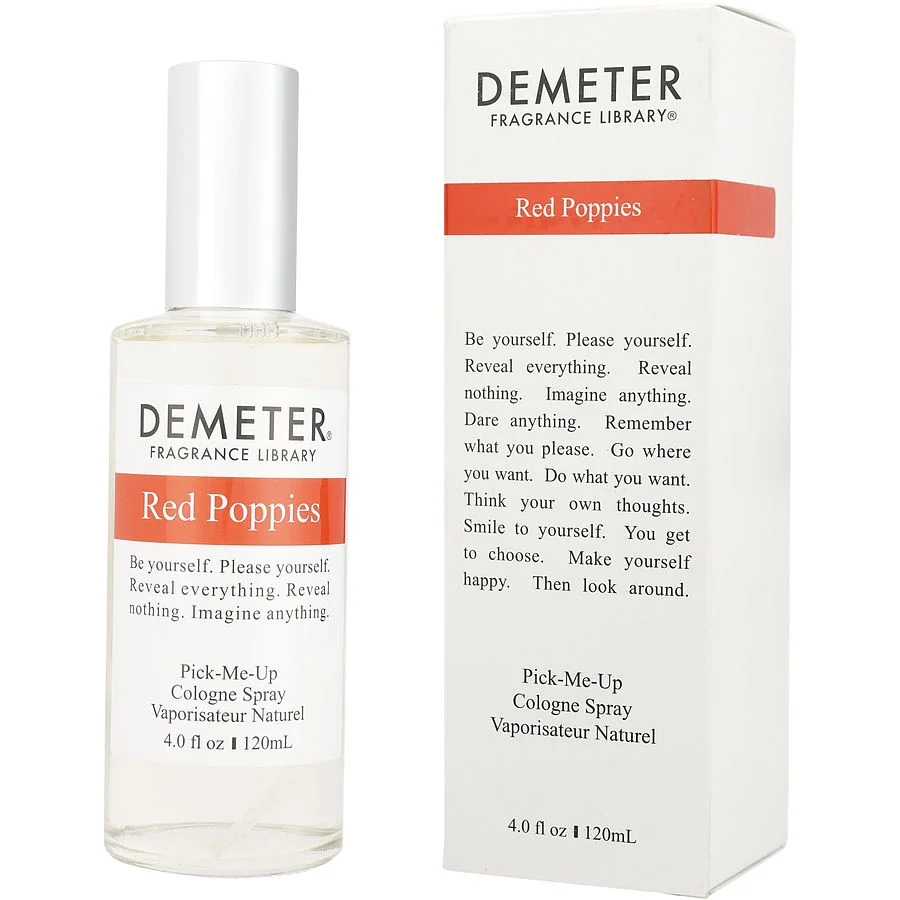 DEMETER®
FRAGRANCE LIBRARY
Red Poppies
Be yourself. Please yourself.
Reveal everything. Reveal
nothing. Imagine anything.
Pick-Me-Up
Cologne Spray
Vaporisateur Naturel
4.0 fl oz ▮ 120mL
DEMETER
FRAGRANCE LIBRARY®
Red Poppies
Be yourself. Please yourself.
Reveal everything. Reveal
nothing. Imagine anything.
Dare anything. Remember
what you please. Go where
you want. Do what you want.
Think your own thoughts.
Smile to yourself. You get
to choose. Make yourself
happy. Then look around.
Pick-Me-Up
Cologne Spray
Vaporisateur Naturel
4.0 fl oz ▮ 120mL